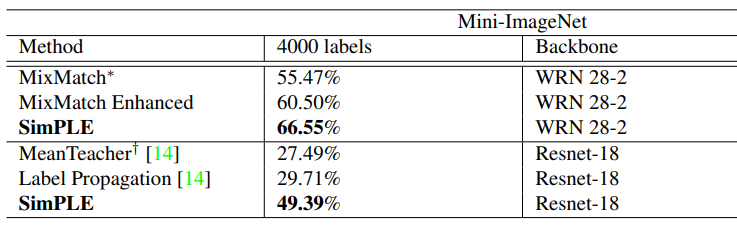 Mini-ImageNet
Method 4000 labels Backbone
MixMatch* 55.47% WRN 28-2
MixMatch Enhanced 60.50% WRN 28-2
SimPLE 66.55% WRN 28-2
MeanTeacher† [14] 27.49% Resnet-18
Label Propagation [14] 29.71% Resnet-18
SimPLE 49.39% Resnet-18